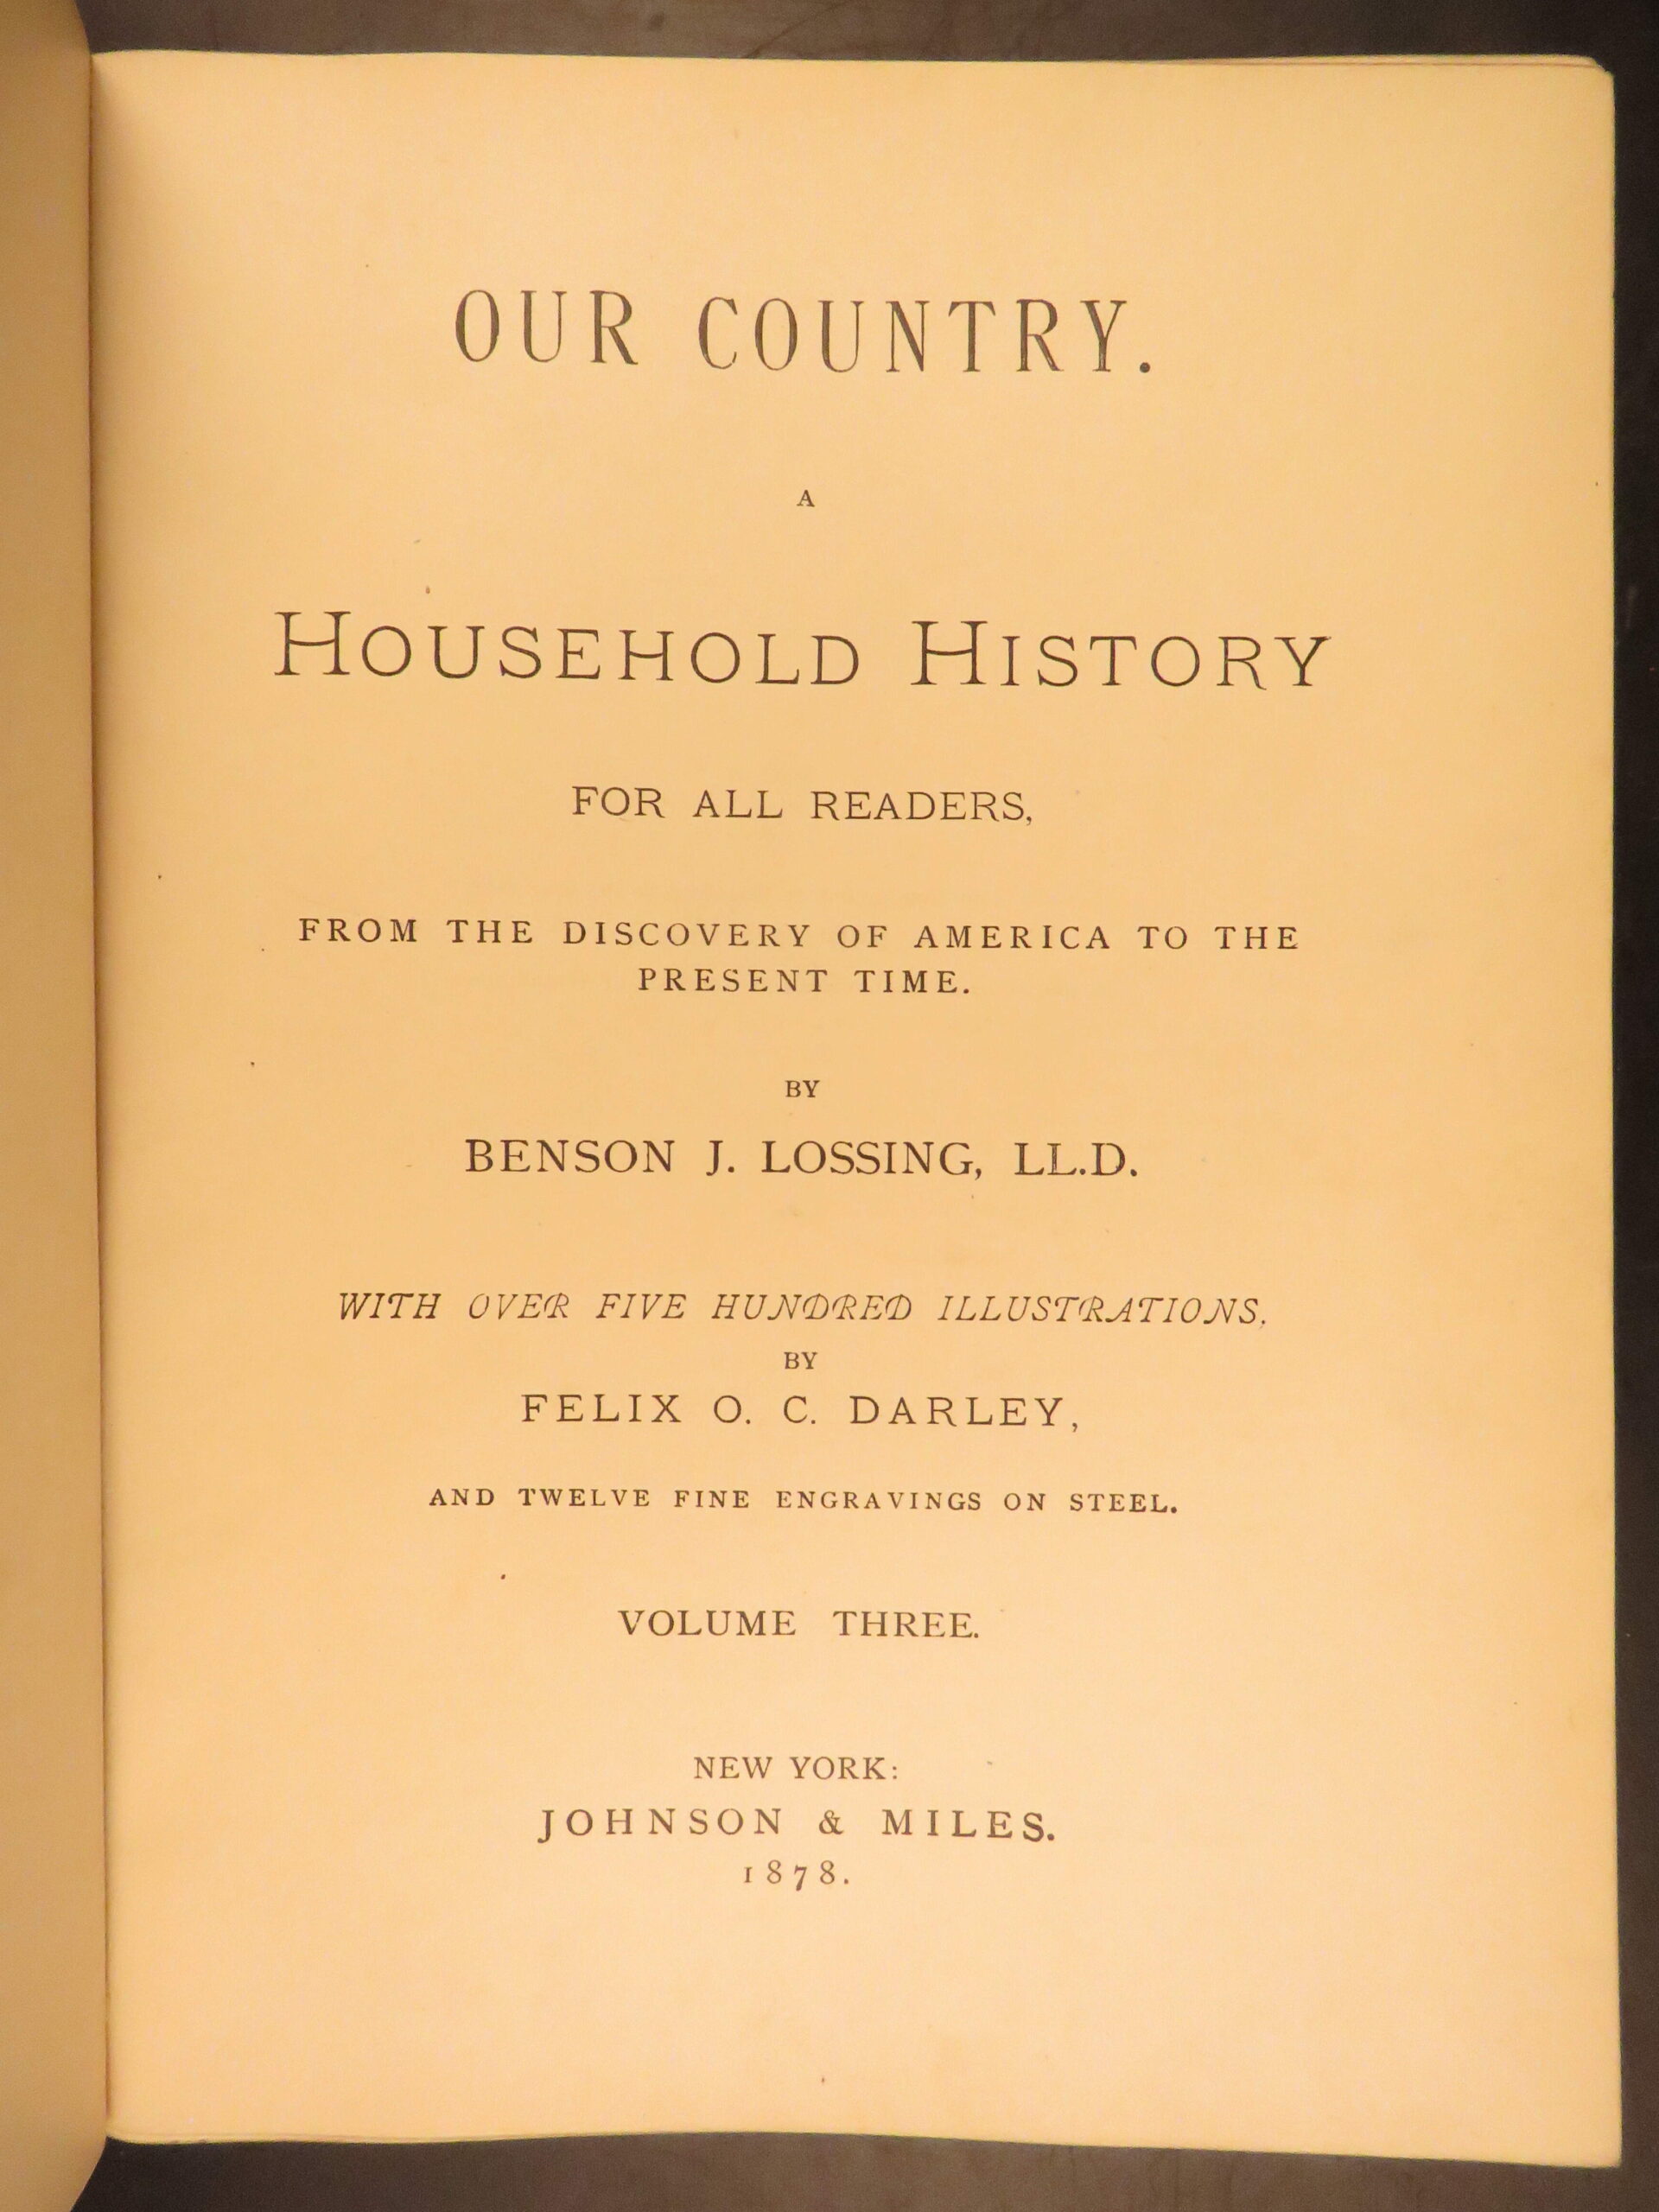 OUR COUNTRY.
A
HOUSEHOLD HISTORY
FOR ALL READERS,
FROM THE DISCOVERY OF AMERICA TO THE
PRESENT TIME.
BY
BENSON J. LOSSING, LL.D.
WITH OVER FIVE HUNDRED ILLUSTRATIONS.
BY
FELIX O. C. DARLEY,
AND TWELVE FINE ENGRAVINGS ON STEEL.
VOLUME THREE.
NEW YORK:
JOHNSON & MILES.
1878.